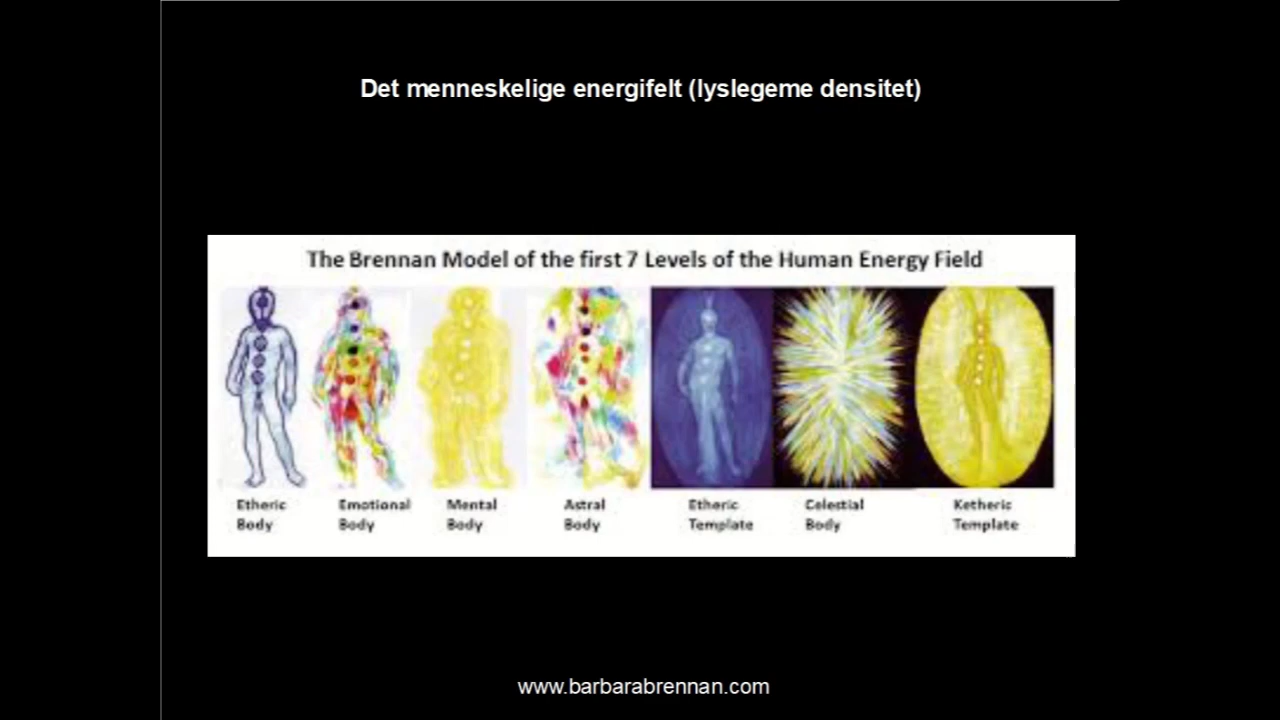 Det menneskelige energifelt (lyslegeme densitet)
The Brennan Model of the first 7 Levels of the Human Energy Field
Etheric Body
Emotional Body
Mental Body
Astral Body
Etheric Template
Celestial Body
Ketheric Template
www.barbarabrennan.com